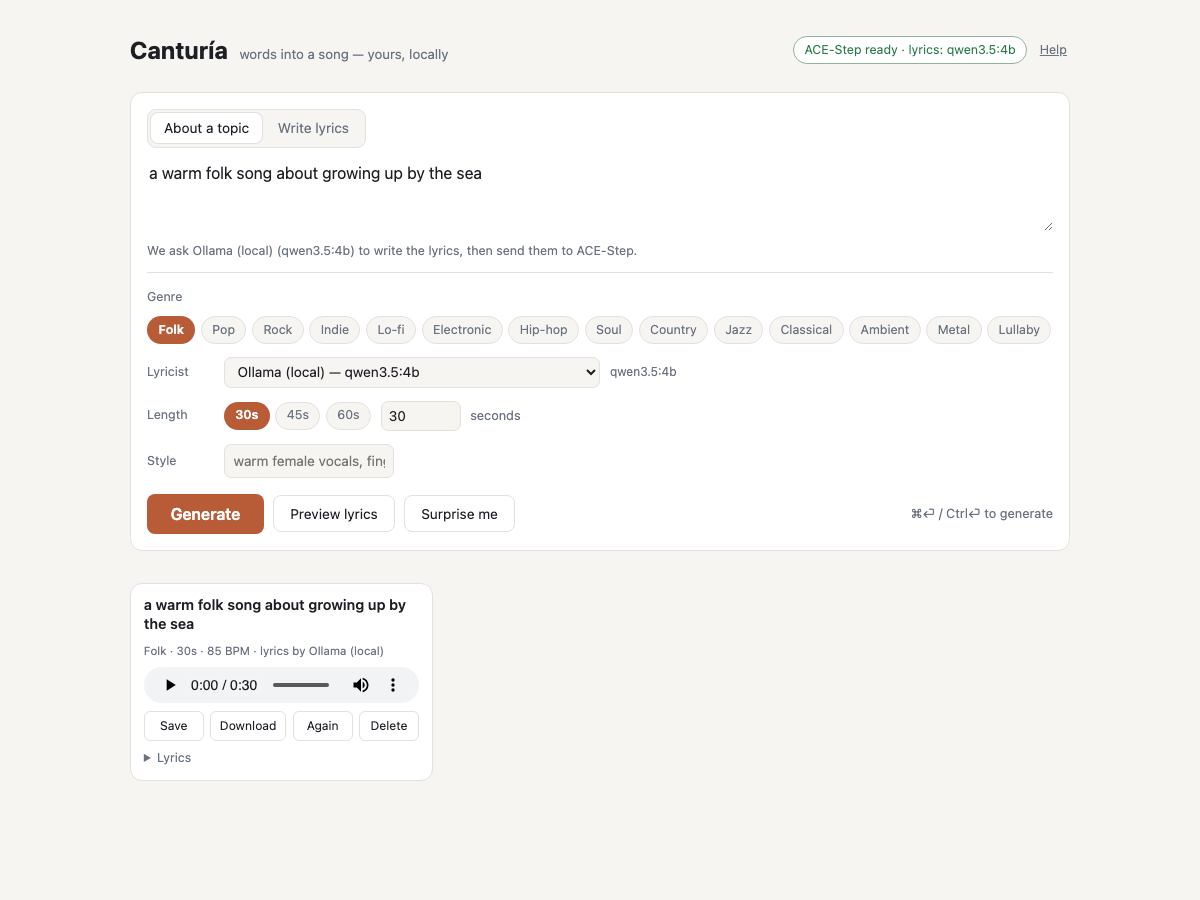 Canturía words into a song — yours, locally ACE-Step ready · lyrics: qwen3.5:4b Help
About a topic Write lyrics
a warm folk song about growing up by the sea
We ask Ollama (local) (qwen3.5:4b) to write the lyrics, then send them to ACE-Step.
Genre
Folk Pop Rock Indie Lo-fi Electronic Hip-hop Soul Country Jazz Classical Ambient Metal Lullaby
Lyricist Ollama (local) — qwen3.5:4b qwen3.5:4b
Length 30s 45s 60s 30 seconds
Style warm female vocals, fing
Generate Preview lyrics Surprise me ⌘↩ / Ctrl↩ to generate
a warm folk song about growing up by
the sea
Folk · 30s · 85 BPM · lyrics by Ollama (local)
0:00 / 0:30
Save Download Again Delete
Lyrics